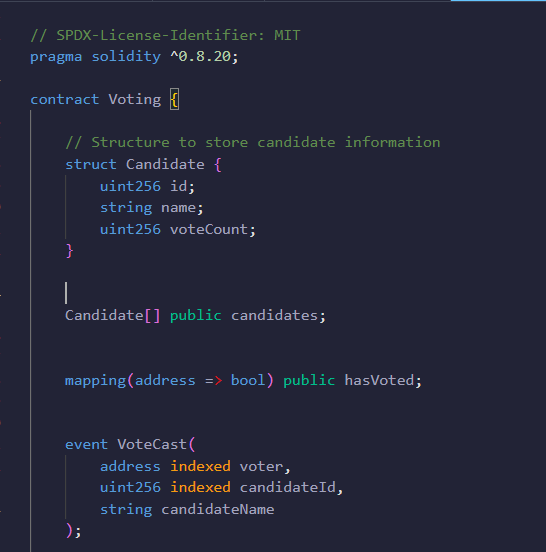 // SPDX-License-Identifier: MIT
pragma solidity ^0.8.20;
contract Voting {
// Structure to store candidate information
struct Candidate {
uint256 id;
string name;
uint256 voteCount;
}
Candidate[] public candidates;
mapping(address => bool) public hasVoted;
event VoteCast(
address indexed voter,
uint256 indexed candidateId,
string candidateName
);